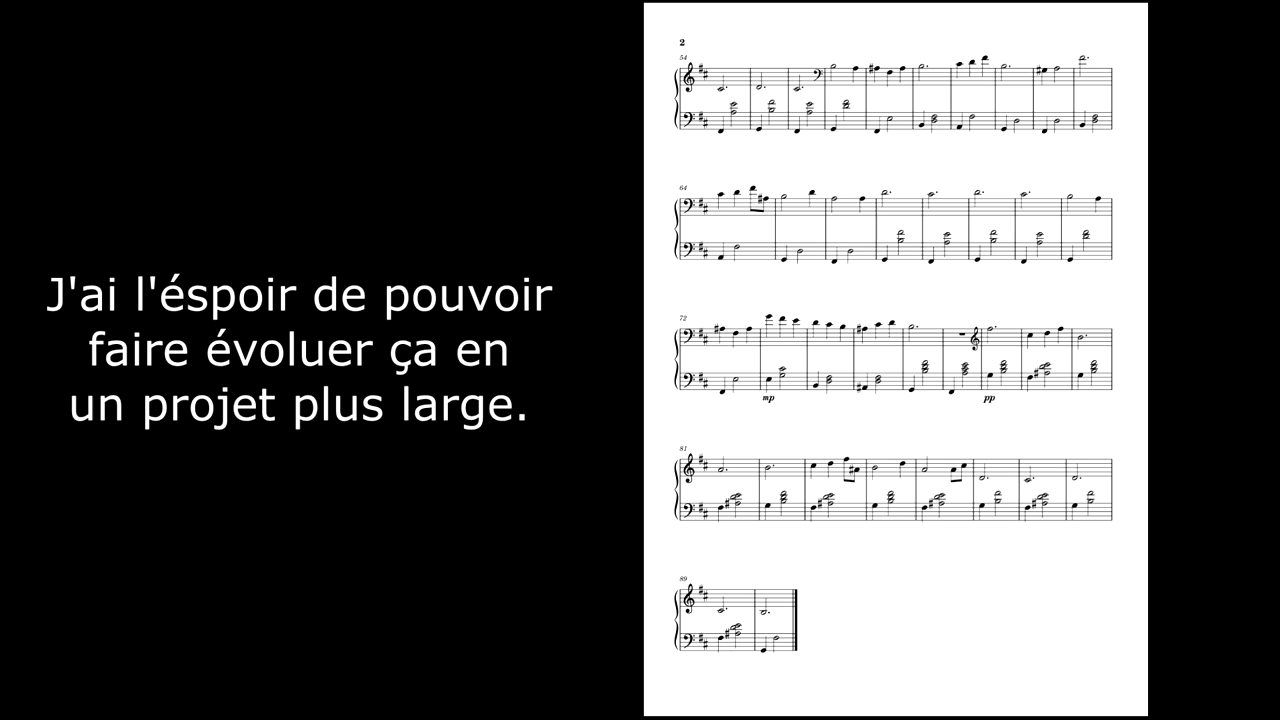 J'ai l'éspoir de pouvoir
faire évoluer ça en
un projet plus large.
2
54
64
72
mp
pp
81
89